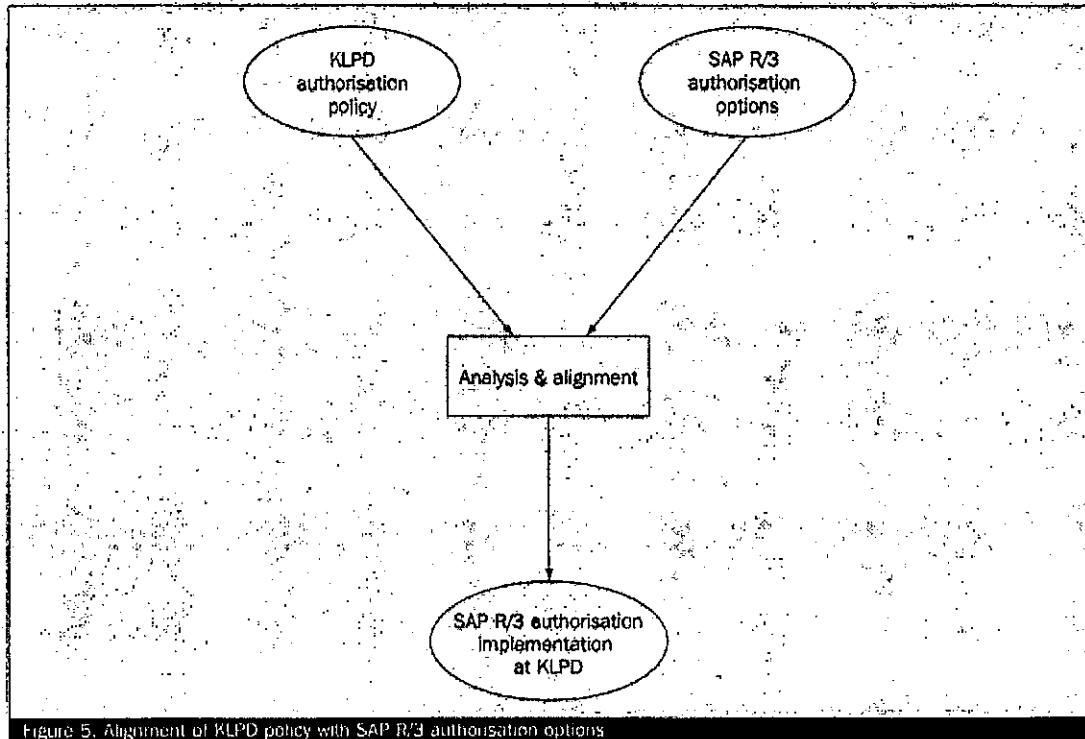 KLPD
authorisation
policy
SAP R/3
authorisation
options
Analysis & alignment
SAP R/3 authorisation
implementation
at KLPD
Figure 5. Alignment of KLPD policy with SAP R/3 authorisation options